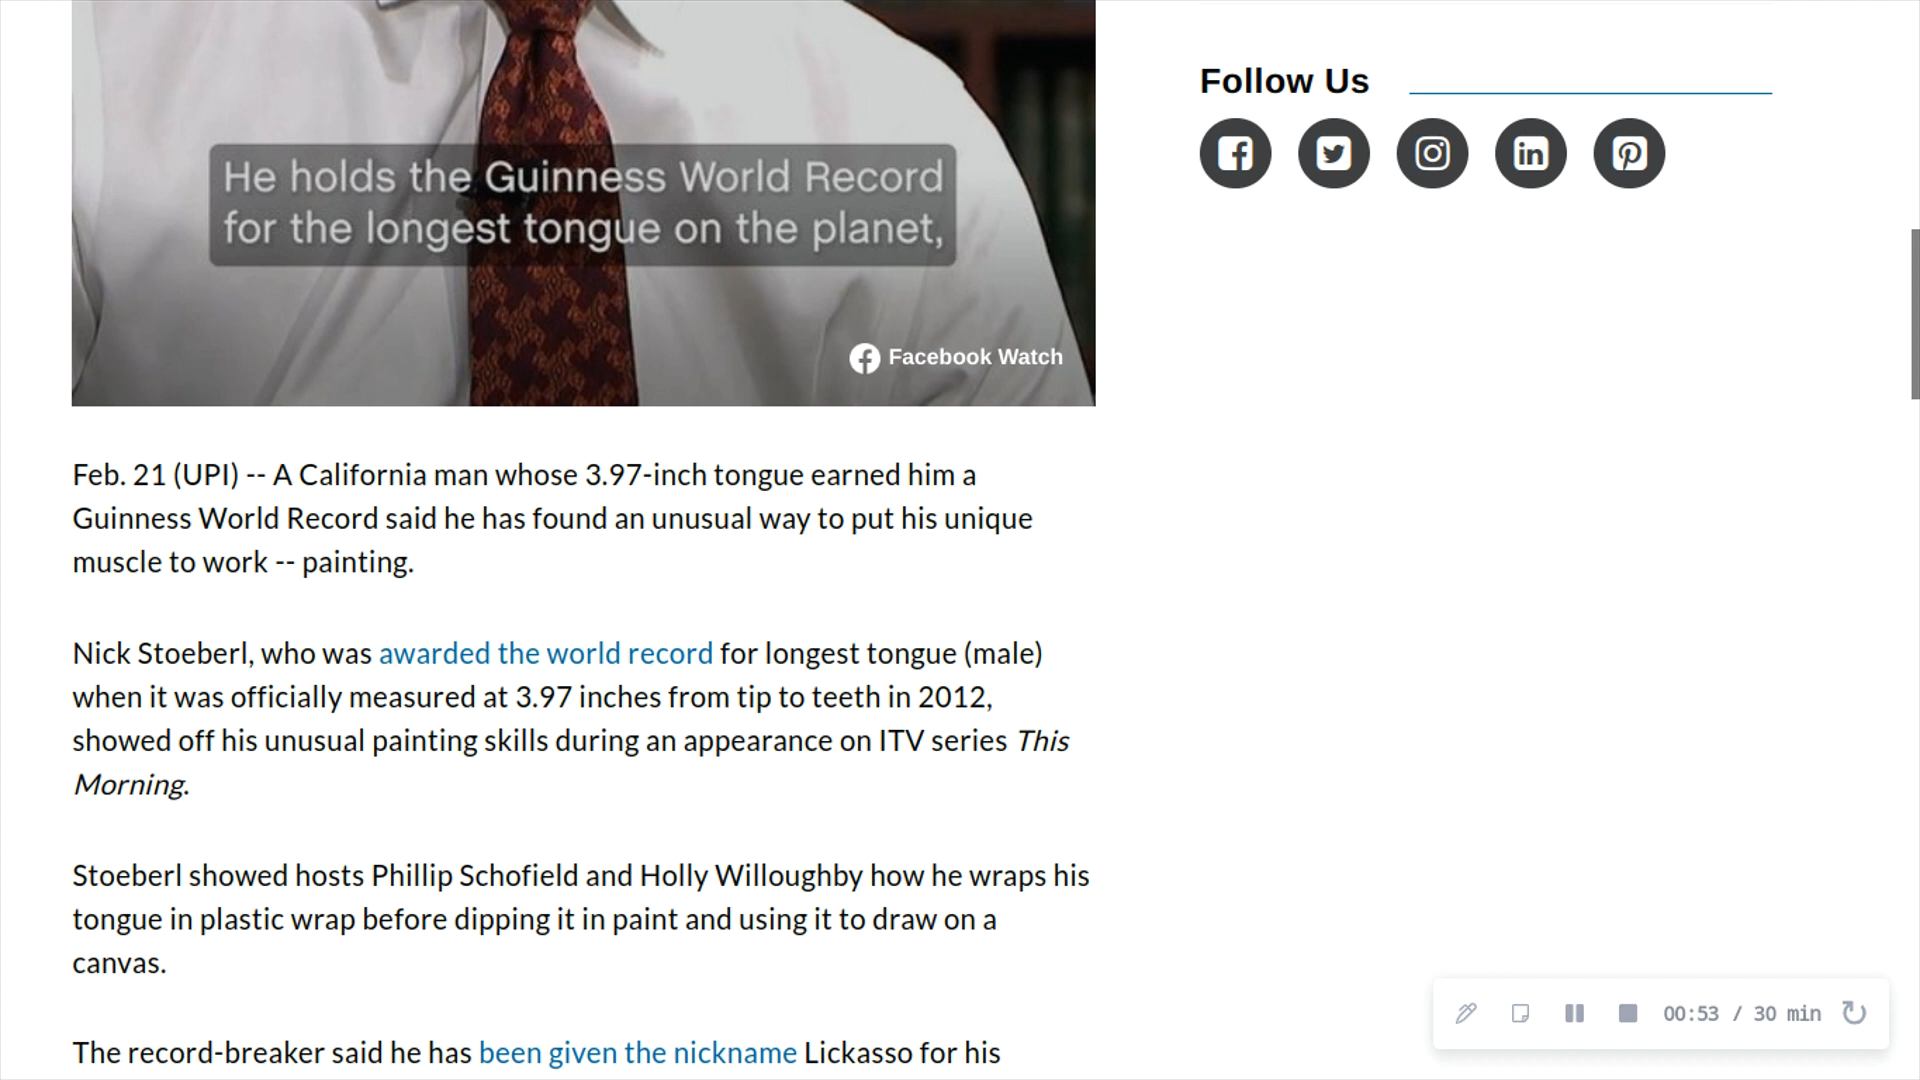 He holds the Guinness World Record
for the longest tongue on the planet,
Facebook Watch
Feb. 21 (UPI) -- A California man whose 3.97-inch tongue earned him a
Guinness World Record said he has found an unusual way to put his unique
muscle to work -- painting.
Nick Stoeberl, who was awarded the world record for longest tongue (male)
when it was officially measured at 3.97 inches from tip to teeth in 2012,
showed off his unusual painting skills during an appearance on ITV series This
Morning.
Stoeberl showed hosts Phillip Schofield and Holly Willoughby how he wraps his
tongue in plastic wrap before dipping it in paint and using it to draw on a
canvas.
The record-breaker said he has been given the nickname Lickasso for his
Follow Us
00:53 / 30 min